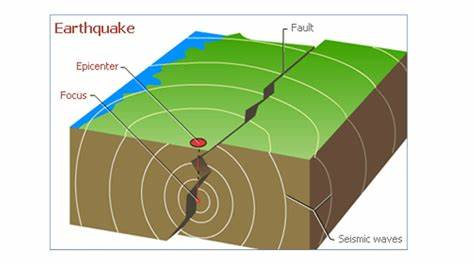 Earthquake
Fault
Epicenter
Focus
Seismic waves